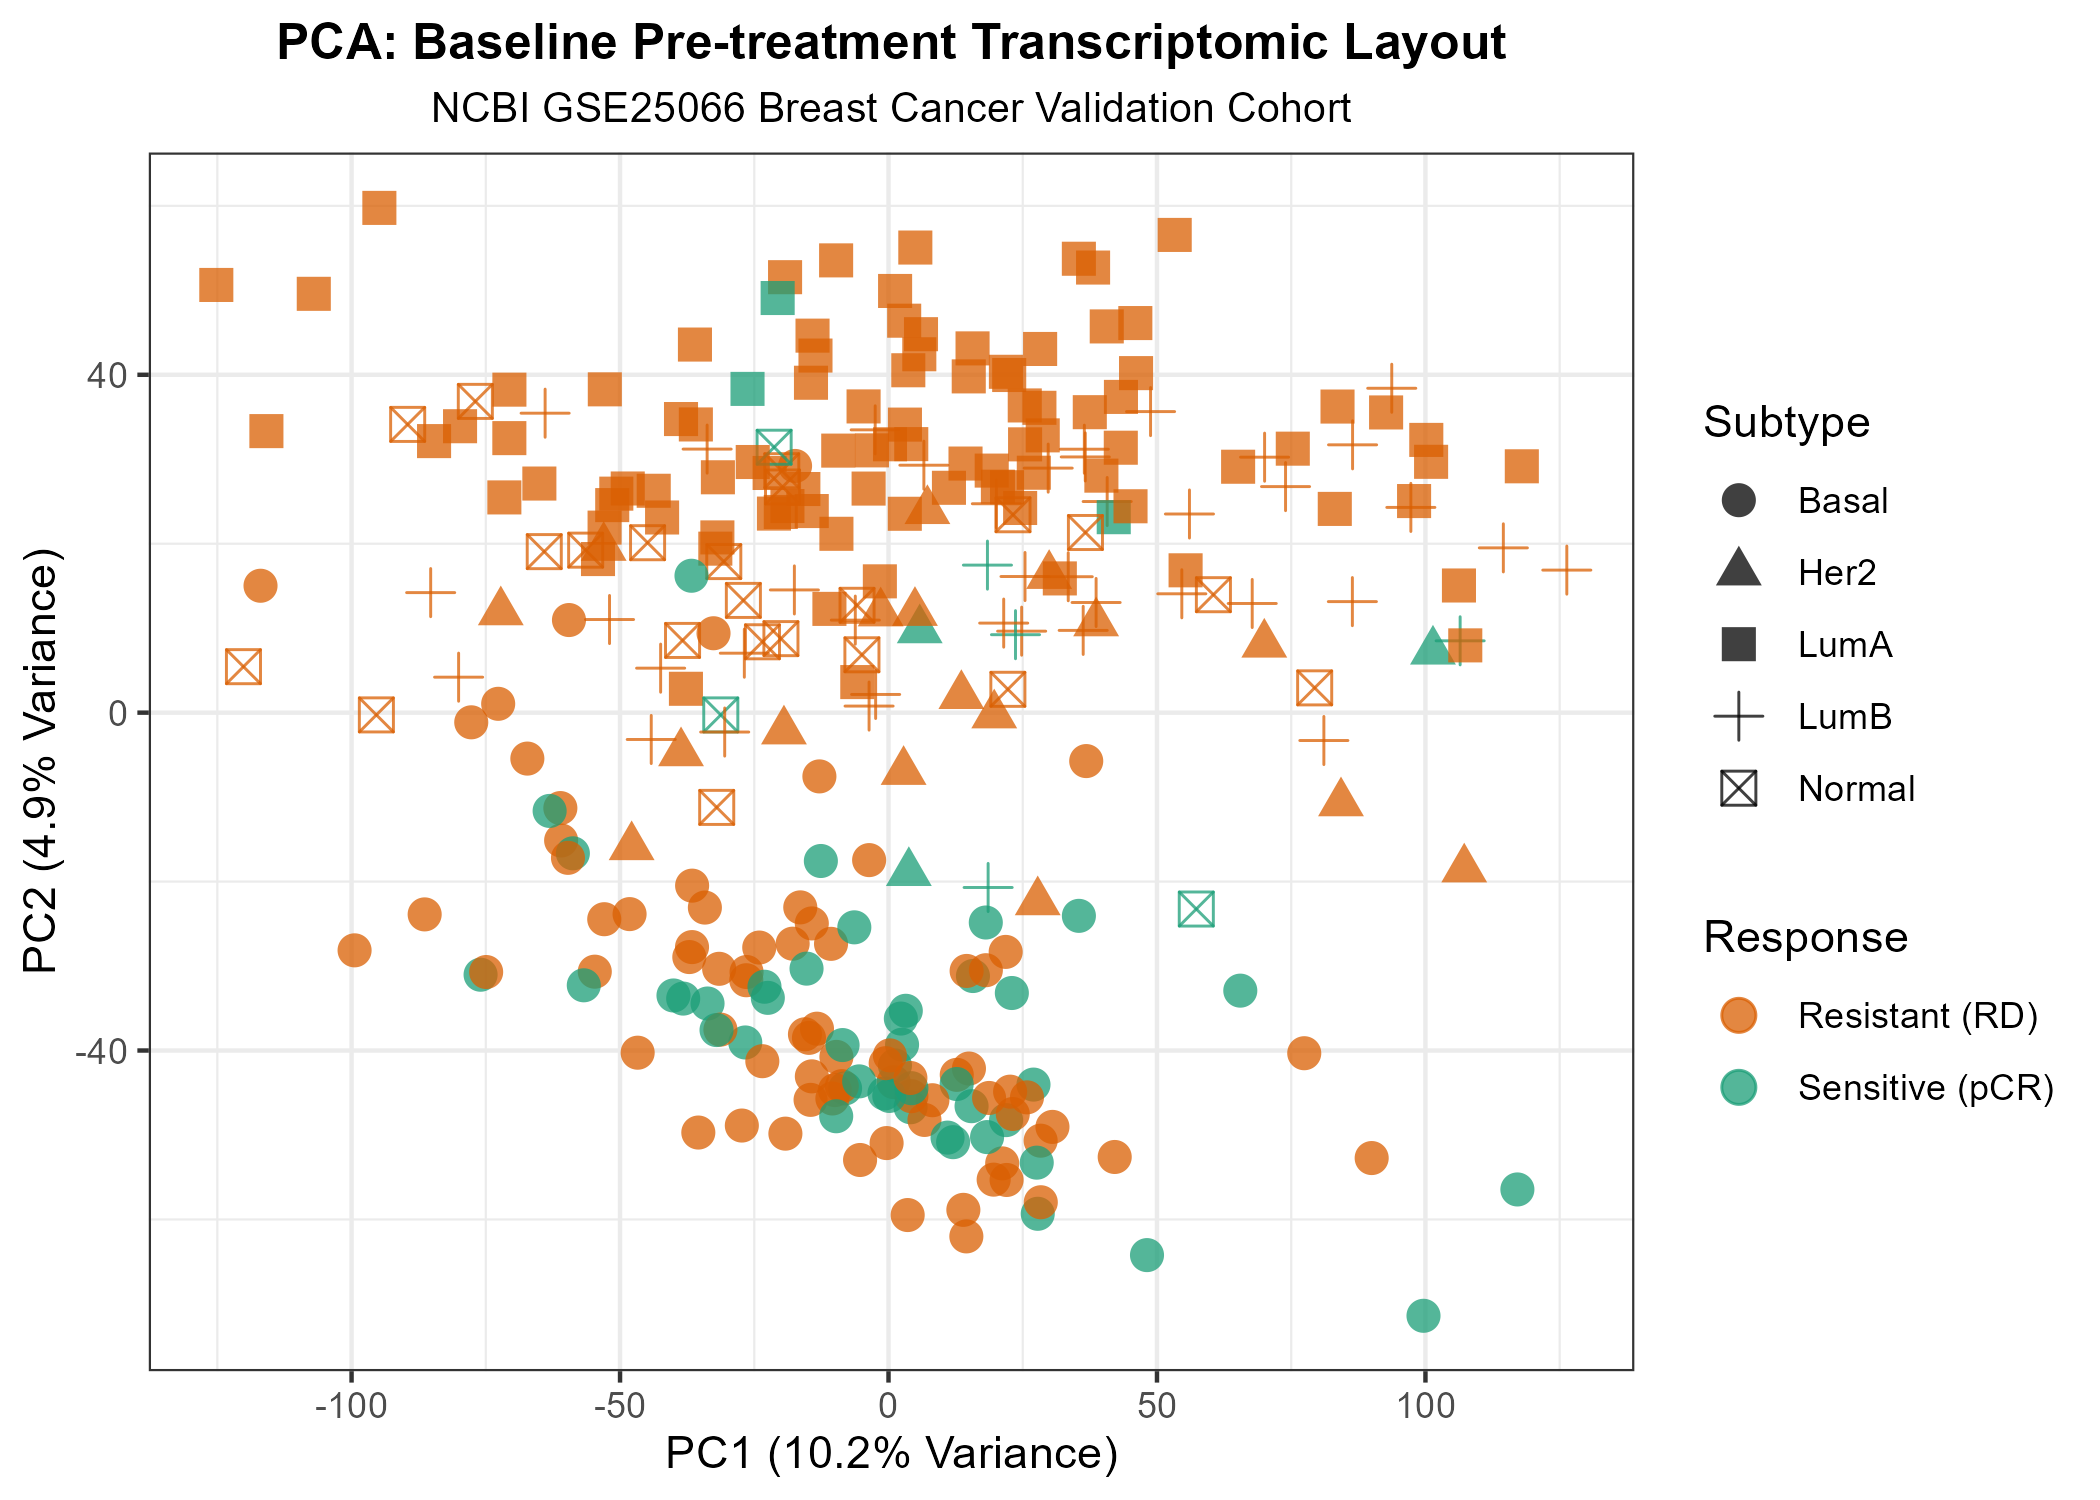 PCA: Baseline Pre-treatment Transcriptomic Layout
NCBI GSE25066 Breast Cancer Validation Cohort
PC2 (4.9% Variance)
40
0
-40
-100
-50
0
50
100
PC1 (10.2% Variance)
Subtype
Basal
Her2
LumA
LumB
Normal
Response
Resistant (RD)
Sensitive (pCR)